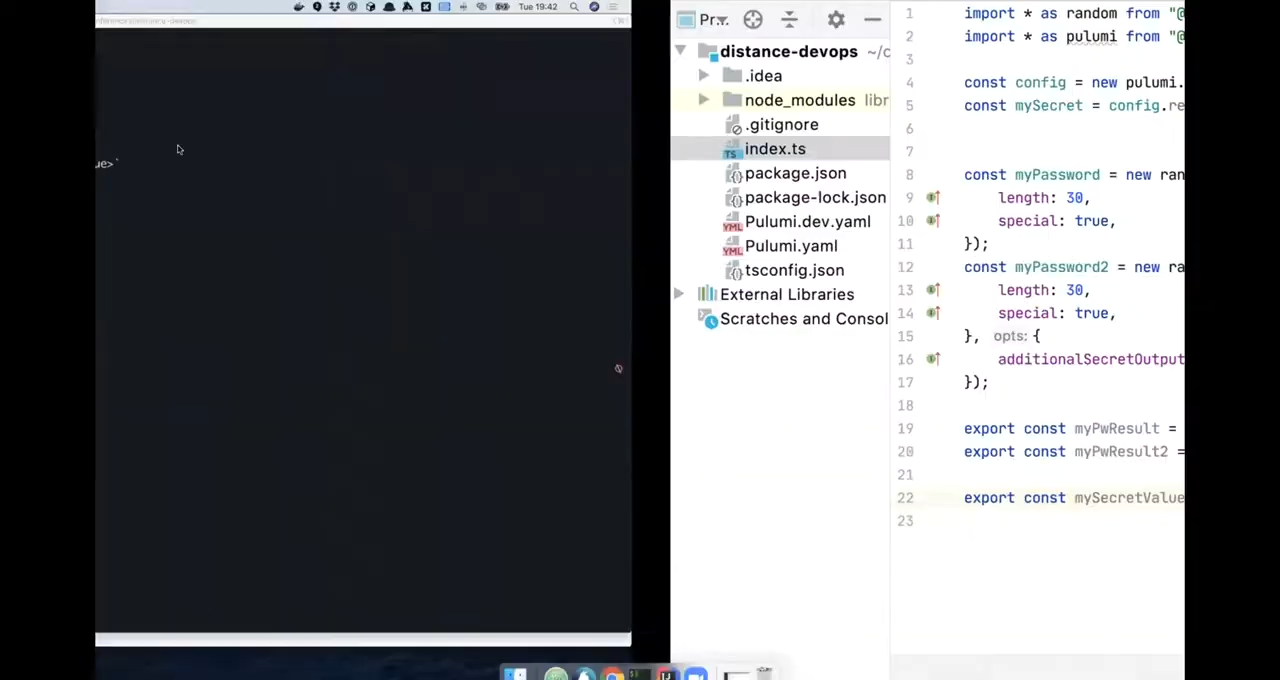 Tue 19:42
ue>`
Pr
distance-devops ~/c
.idea
node_modules libr
.gitignore
index.ts
package.json
package-lock.json
Pulumi.dev.yaml
Pulumi.yaml
tsconfig.json
External Libraries
Scratches and Consol
1 import * as random from "@
2 import * as pulumi from "@
3
4 const config = new pulumi.
5 const mySecret = config.re
6
7
8 const myPassword = new ran
9 length: 30,
10 special: true,
11 });
12 const myPassword2 = new ra
13 length: 30,
14 special: true,
15 }, opts: {
16 additionalSecretOutput
17 });
18
19 export const myPwResult =
20 export const myPwResult2 =
21
22 export const mySecretValue
23